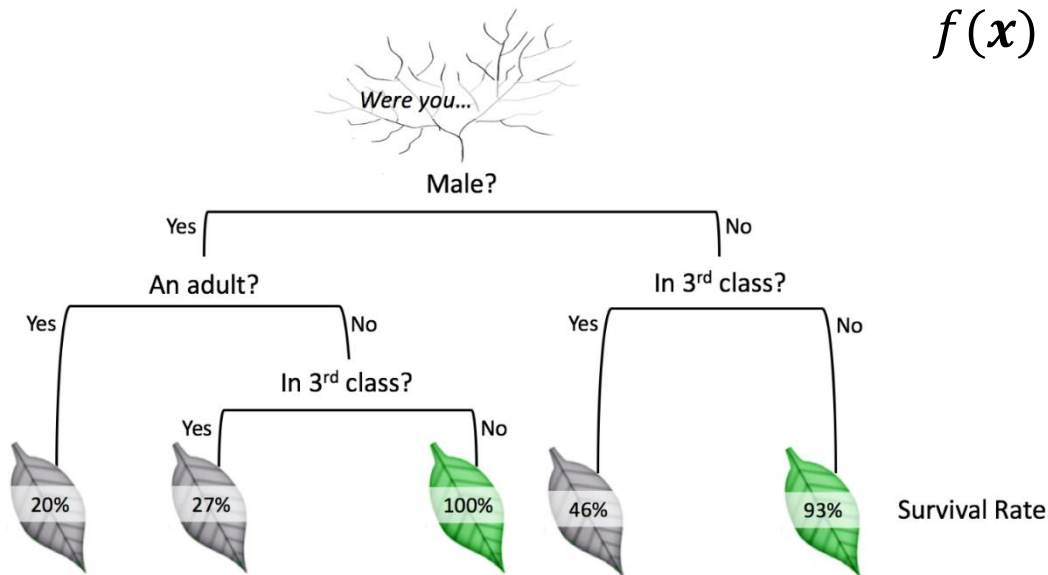 f(x)
Were you…
Male?
Yes
No
An adult?
In 3rd class?
Yes
No
Yes
No
In 3rd class?
Yes
No
20%
27%
100%
46%
93%
Survival Rate